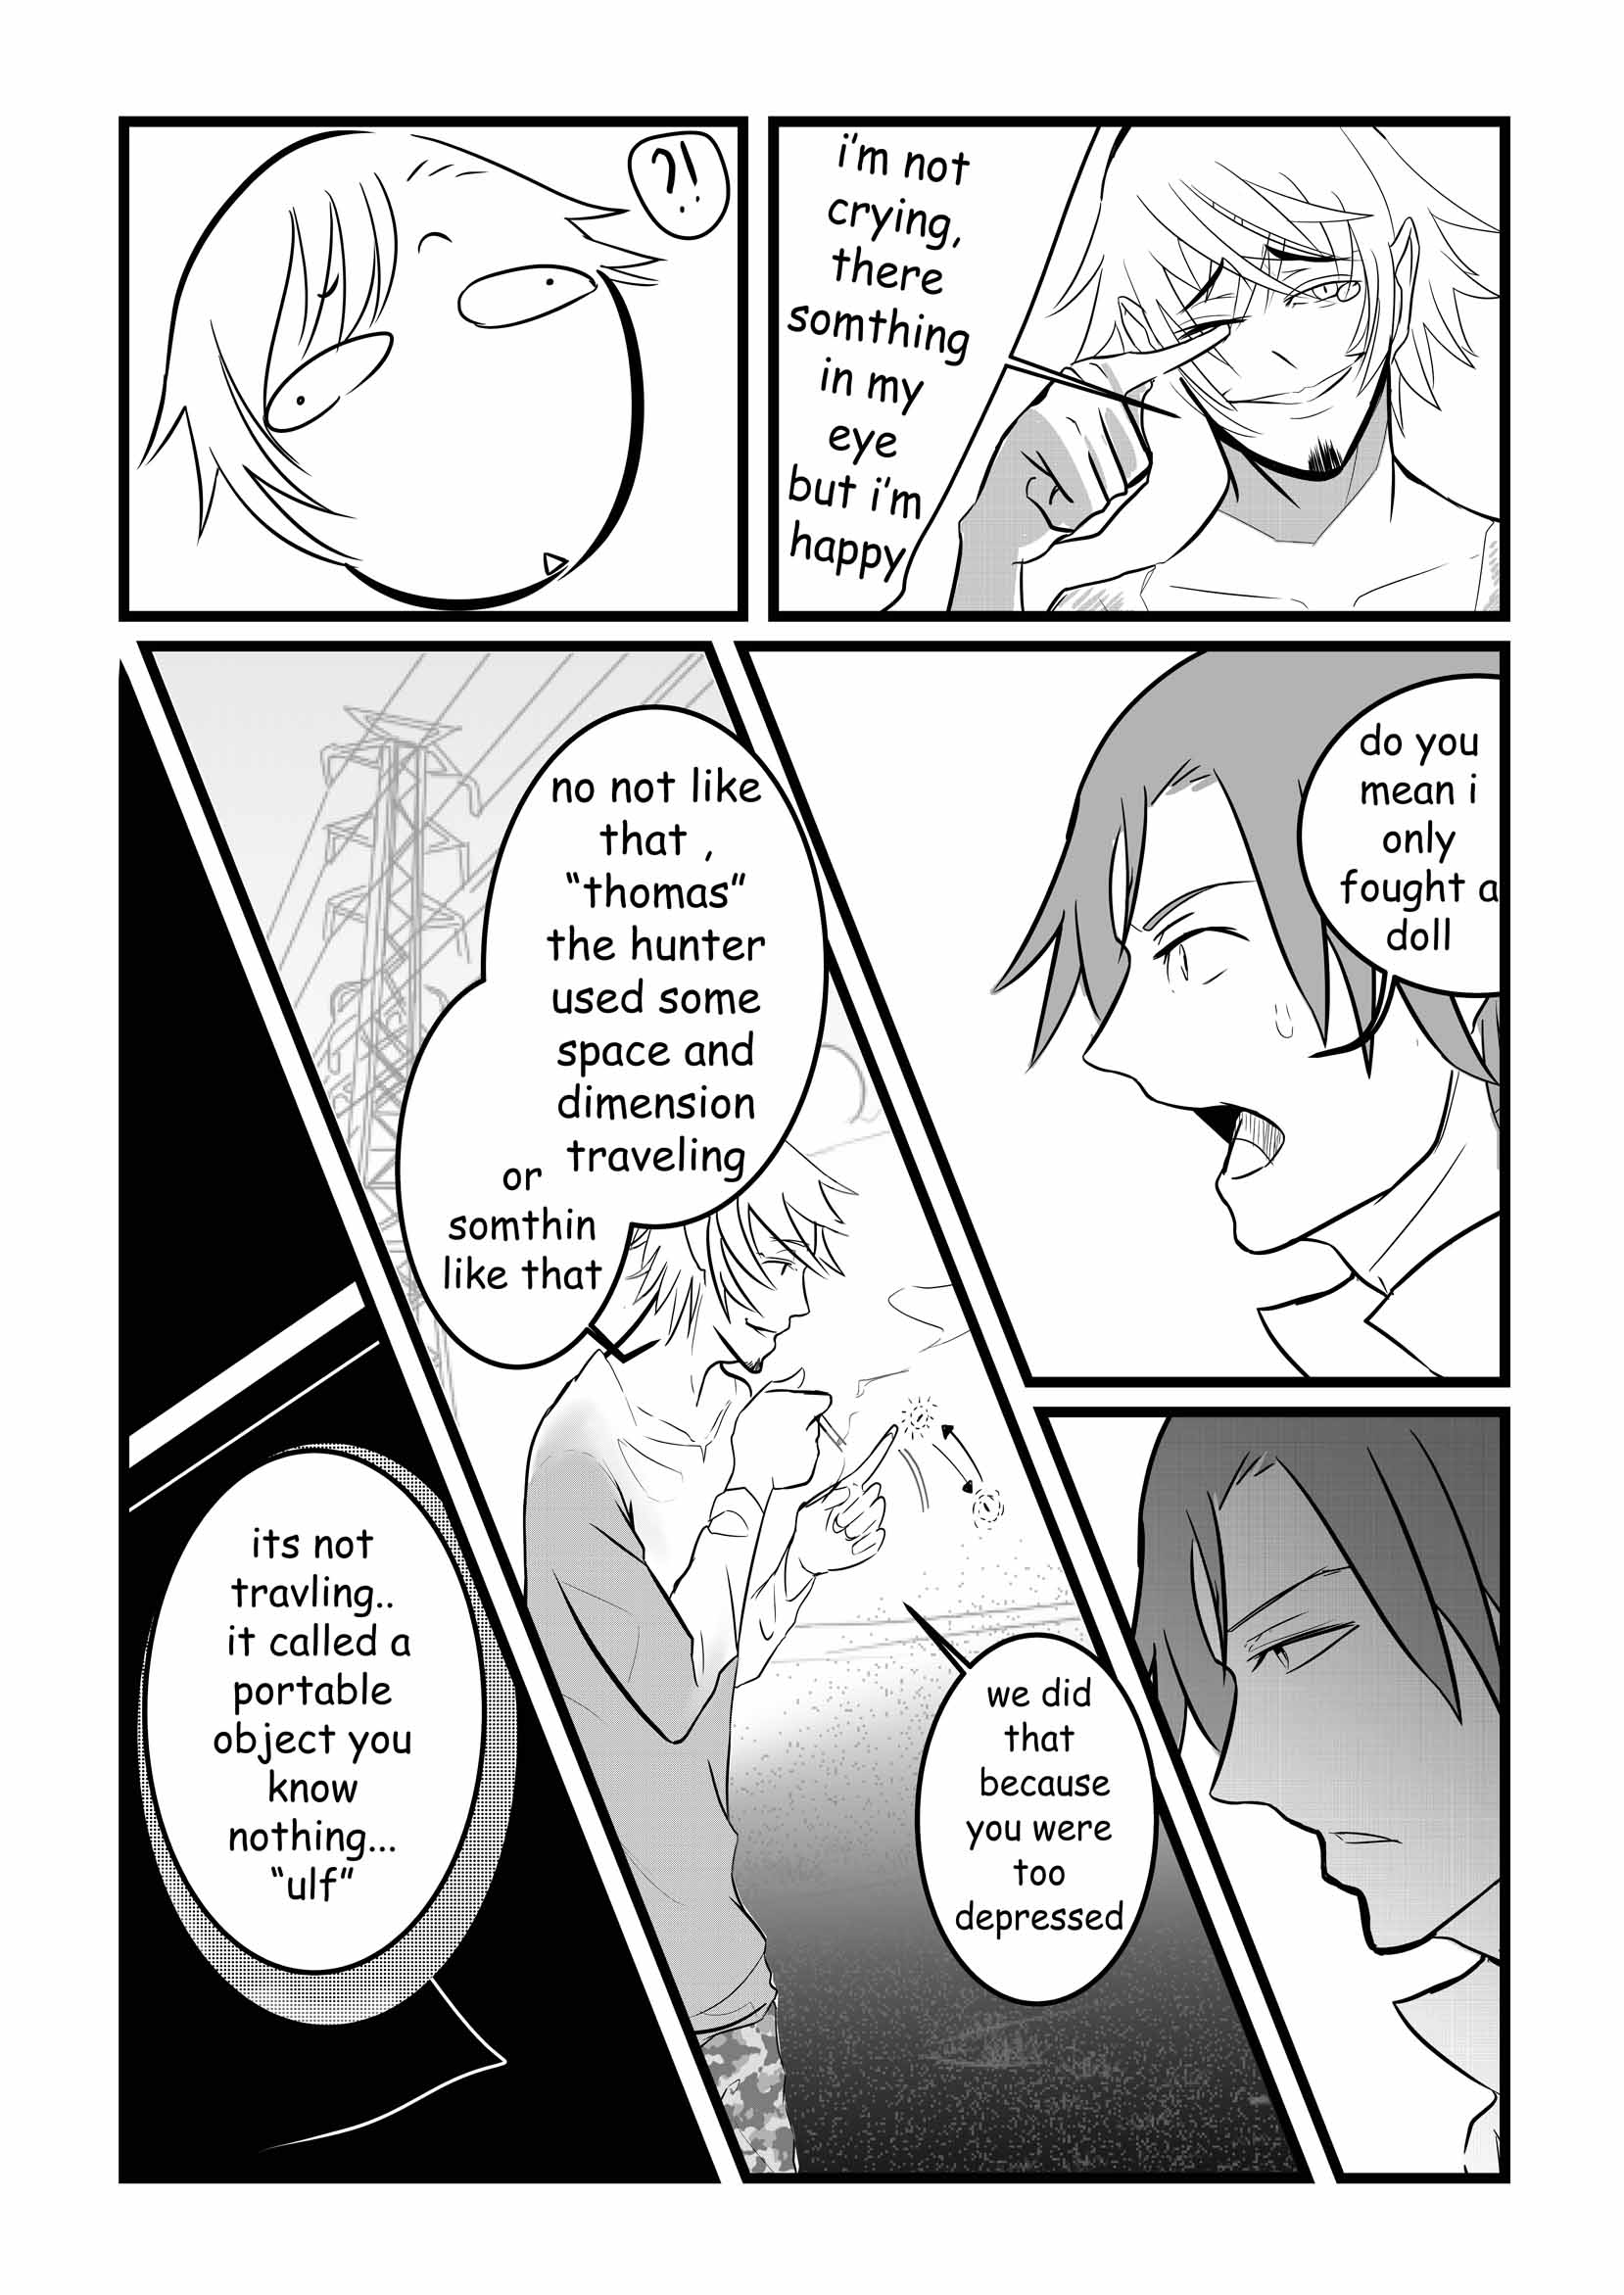 i'm not
crying,
there
somthing
in my
eye
but i'm
happy
?!
do you
mean i
only
fought a
doll
no not like
that ,
“thomas”
the hunter
used some
space and
dimension
traveling
or
somthin
like that
we did
that
because
you were
too
depressed
its not
travling..
it called a
portable
object you
know
nothing...
“ulf”